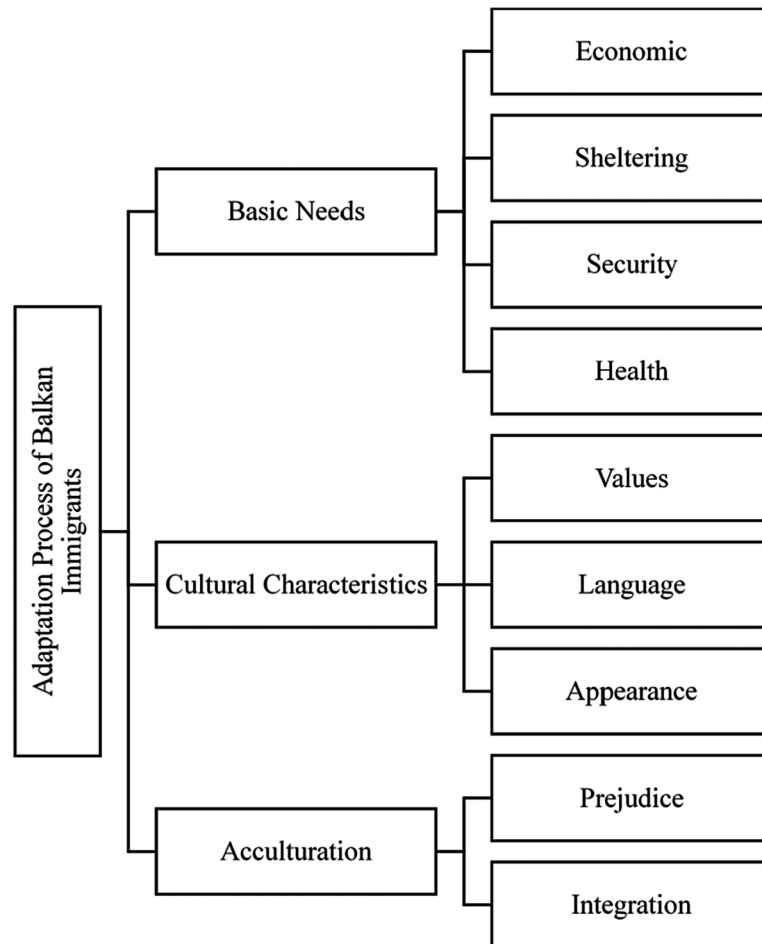 Adaptation Process of Balkan
Immigrants
Basic Needs
Economic
Sheltering
Security
Health
Cultural Characteristics
Values
Language
Appearance
Acculturation
Prejudice
Integration